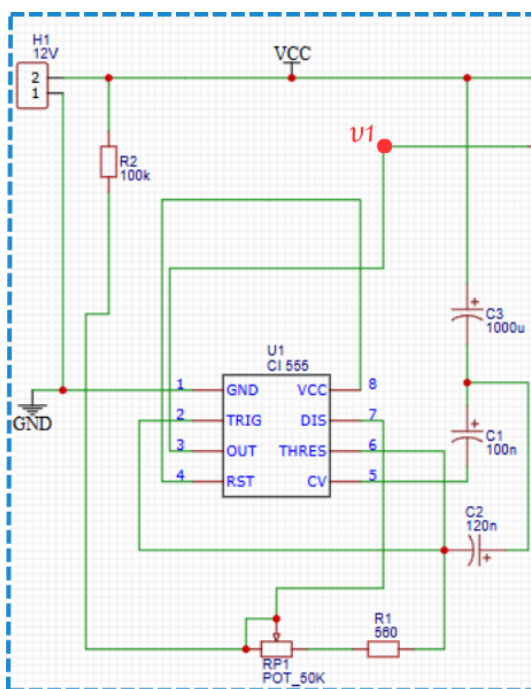 H1
12V
2
1
VCC
v1
R2
100k
C3
1000u
U1
CI 555
1 GND VCC 8
2 TRIG DIS 7
3 OUT THRES 6
4 RST CV 5
GND
C1
100n
C2
120n
R1
560
RP1
POT_50K